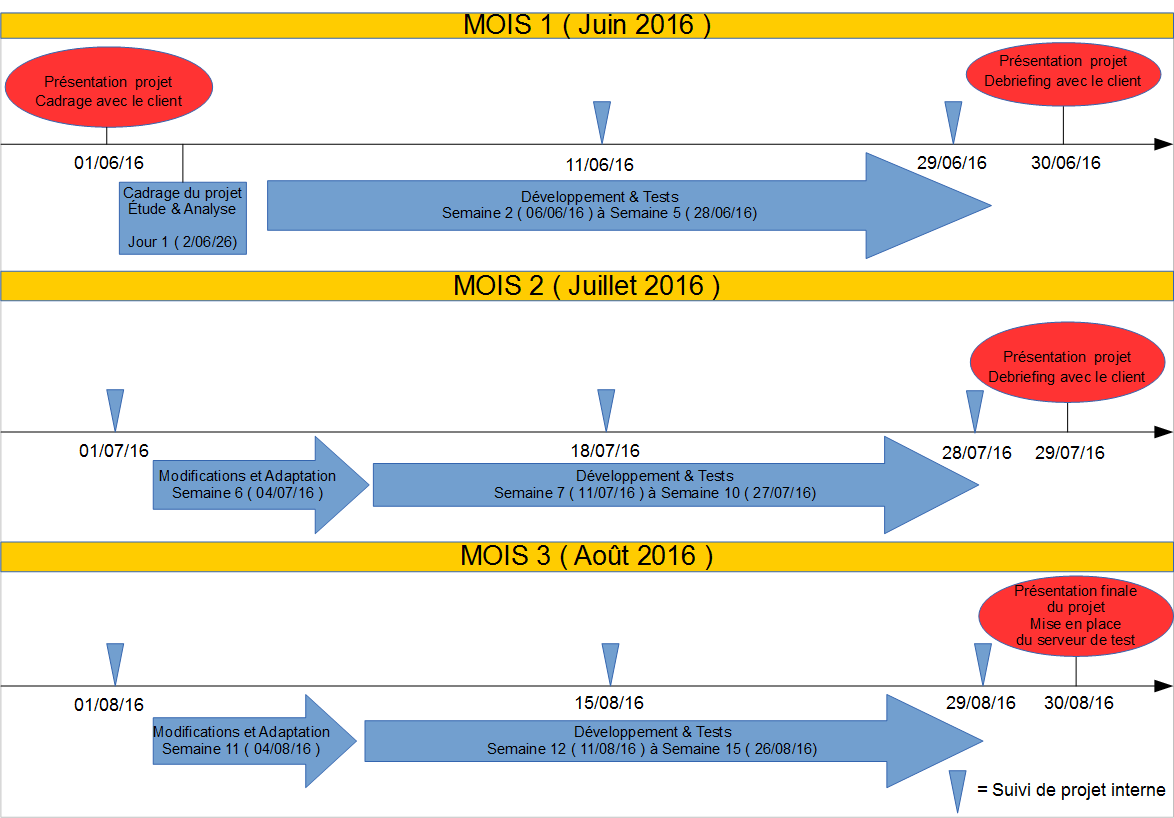 MOIS 1 ( Juin 2016 )
Présentation projet
Cadrage avec le client
Présentation projet
Debriefing avec le client
01/06/16
11/06/16
29/06/16
30/06/16
Cadrage du projet
Étude & Analyse
Jour 1 ( 2/06/26)
Développement & Tests
Semaine 2 ( 06/06/16 ) à Semaine 5 ( 28/06/16)
MOIS 2 ( Juillet 2016 )
Présentation projet
Debriefing avec le client
01/07/16
18/07/16
28/07/16
29/07/16
Modifications et Adaptation
Semaine 6 ( 04/07/16 )
Développement & Tests
Semaine 7 ( 11/07/16 ) à Semaine 10 ( 27/07/16)
MOIS 3 ( Août 2016 )
Présentation finale
du projet
Mise en place
du serveur de test
01/08/16
15/08/16
29/08/16
30/08/16
Modifications et Adaptation
Semaine 11 ( 04/08/16 )
Développement & Tests
Semaine 12 ( 11/08/16 ) à Semaine 15 ( 26/08/16)
= Suivi de projet interne